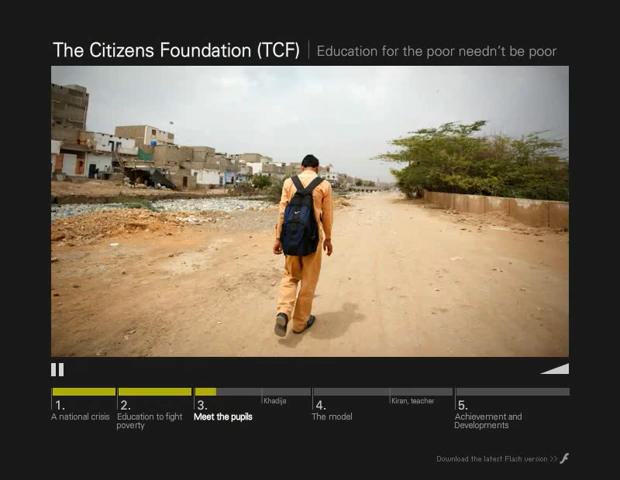 The Citizens Foundation (TCF) | Education for the poor needn't be poor
1.
A national crisis
2.
Education to fight
poverty
3.
Meet the pupils
Khadija
4.
The model
Kiran, teacher
5.
Achievement and
Developments
Download the latest Flash version >>